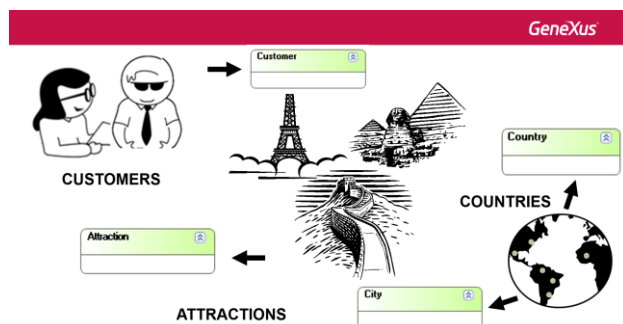 GeneXus
Customer
CUSTOMERS
Country
COUNTRIES
Attraction
ATTRACTIONS
City